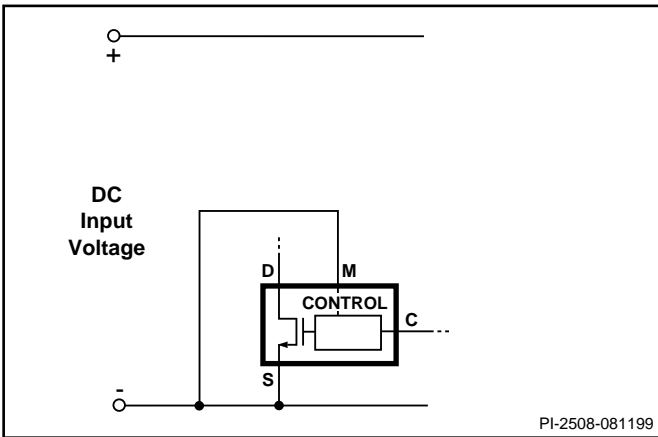 +
DC
Input
Voltage
D
M
CONTROL
C
S
-
PI-2508-081199